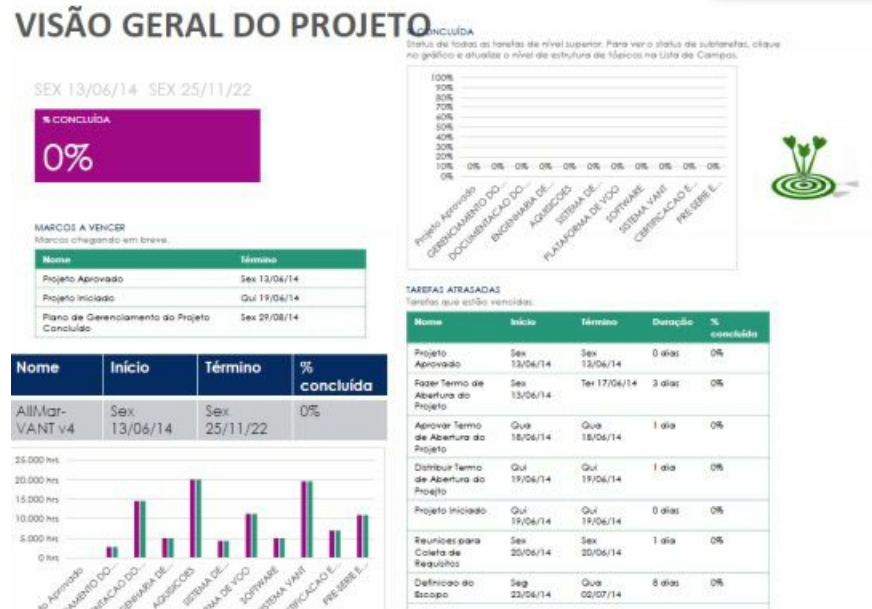 VISÃO GERAL DO PROJETO
SEX 13/06/14 SEX 25/11/22
% CONCLUÍDA
0%
MARCOS A VENCER
Marcos chegando em breve.
Nome Término
Projeto Aprovado Sex 13/06/14
Projeto Iniciado Qui 19/06/14
Plano de Gerenciamento do Projeto Sex 29/08/14
Concluído
Nome Início Término %
concluída
AllMar- Sex Sex 0%
VANT v4 13/06/14 25/11/22
25.000 hrs
20.000 hrs
15.000 hrs
10.000 hrs
5.000 hrs
0 hrs
Aprovado
DO...
DO...
DE...
AQUISICOES
SISTEMA DE...
DE VOO
SOFTWARE
VANT
E...
PRE-SERIE E...
CONCLUÍDA
Status de todas as tarefas de nível superior. Para ver o status de subtarefas, clique
no gráfico e atualize o nível de estrutura de tópicos na Lista de Campos.
100%
90%
80%
70%
60%
50%
40%
30%
20%
10%
0%
0% 0% 0% 0% 0% 0% 0% 0% 0% 0% 0%
Projeto Aprovado
GERENCIAMENTO DO...
DOCUMENTACAO DO...
ENGENHARIA DE...
AQUISICOES
SISTEMA DE...
PLATAFORMA DE VOO
SOFTWARE
SISTEMA VANT
CERTIFICACAO E...
PRE-SERIE E...
TAREFAS ATRASADAS
Tarefas que estão vencidas.
Nome Início Término Duração %
concluída
Projeto Sex Sex 0 dias 0%
Aprovado 13/06/14 13/06/14
Fazer Termo de Sex Ter 17/06/14 3 dias 0%
Abertura do 13/06/14
Projeto
Aprovar Termo Qua Qua 1 dia 0%
de Abertura do 18/06/14 18/06/14
Projeto
Distribuir Termo Qui Qui 1 dia 0%
de Abertura do 19/06/14 19/06/14
Proejto
Projeto Iniciado Qui Qui 0 dias 0%
19/06/14 19/06/14
Reunioes para Sex Sex 1 dia 0%
Coleta de 20/06/14 20/06/14
Requisitos
Definicao do Seg Qua 8 dias 0%
Escopo 23/06/14 02/07/14